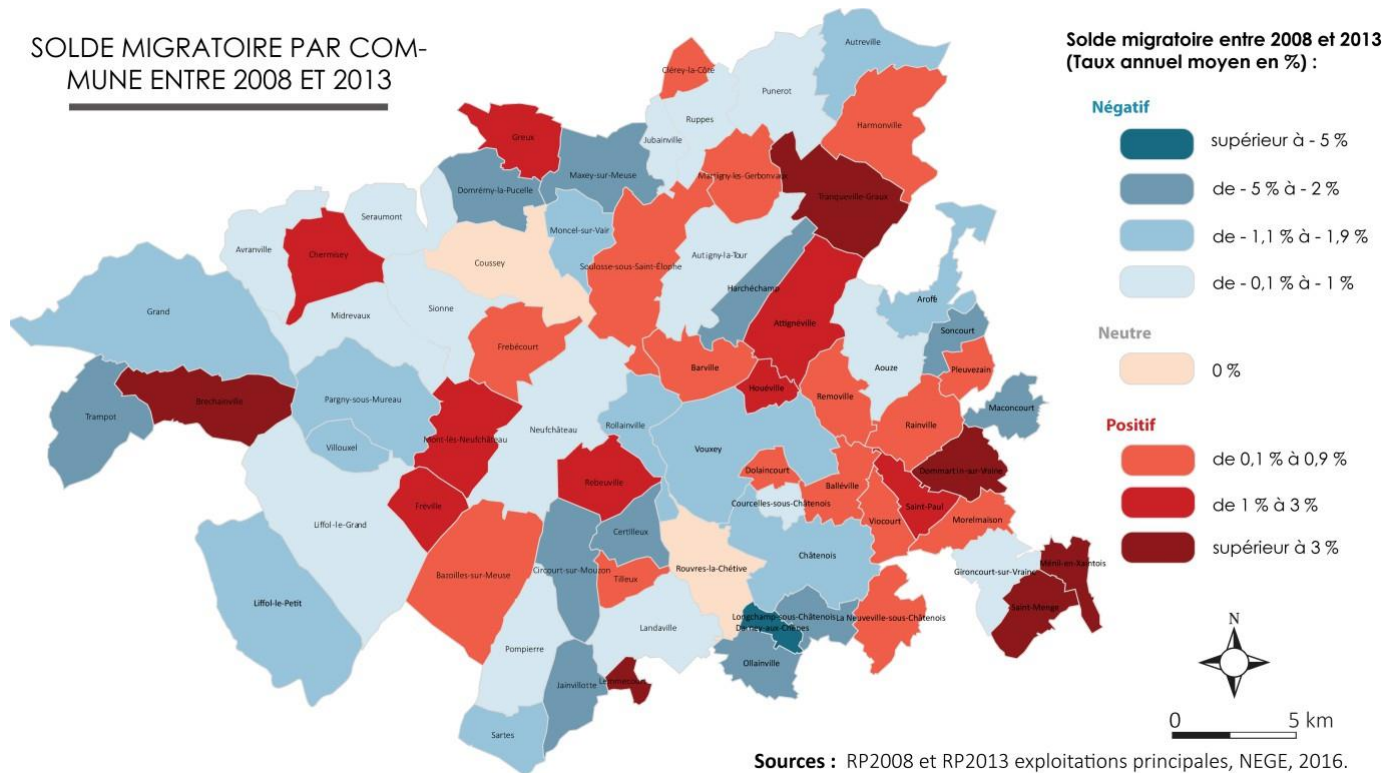 SOLDE MIGRATOIRE PAR COM-
MUNE ENTRE 2008 ET 2013
Solde migratoire entre 2008 et 2013
(Taux annuel moyen en %) :
Négatif
supérieur à - 5 %
de - 5 % à - 2 %
de - 1,1 % à - 1,9 %
de - 0,1 % à - 1 %
Neutre
0 %
Positif
de 0,1 % à 0,9 %
de 1 % à 3 %
supérieur à 3 %
Autreville
Clérey-la-Côte
Punerot
Ruppes
Harmonville
Jubainville
Greux
Maxey-sur-Meuse
Martigny-les-Gerbonvaux
Domrémy-la-Pucelle
Tranqueville-Graux
Seraumont
Moncel-sur-Vair
Avranville
Chermisey
Autigny-la-Tour
Coussey
Soulosse-sous-Saint-Élophe
Harchéchamp
Aroffe
Sionne
Grand
Midrevaux
Attignéville
Soncourt
Frebécourt
Aouze
Barville
Pleuvezain
Houéville
Removille
Brechainville
Pargny-sous-Mureau
Maconcourt
Trampot
Rainville
Rollainville
Neufchâteau
Mont-lès-Neufchâteau
Villouxel
Vouxey
Dolaincourt
Dommartin-sur-Vraine
Rebeuville
Balléville
Courcelles-sous-Châtenois
Saint-Paul
Fréville
Viocourt
Morelmaison
Liffol-le-Grand
Certilleux
Châtenois
Ménil-en-Xaintois
Gironcourt-sur-Vraine
Rouvres-la-Chétive
Circourt-sur-Mouzon
Bazoilles-sur-Meuse
Tilleux
Liffol-le-Petit
Saint-Menge
Longchamp-sous-Châtenois
La Neuveville-sous-Châtenois
Darney-aux-Chênes
Landaville
Pompierre
Ollainville
Lemmecourt
Jainvillotte
Sartes
N
0 5 km
Sources : RP2008 et RP2013 exploitations principales, NEGE, 2016.